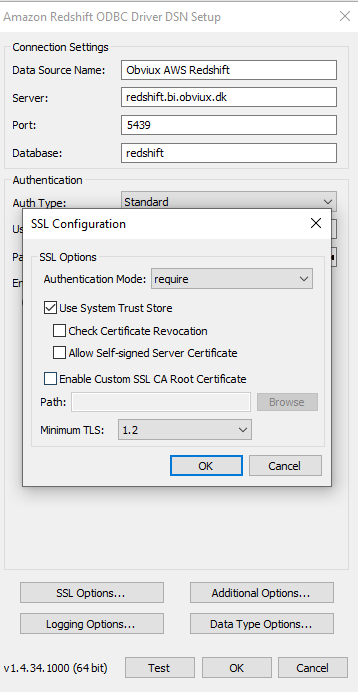 Amazon Redshift ODBC Driver DSN Setup
Connection Settings
Data Source Name: Obviux AWS Redshift
Server: redshift.bi.obviux.dk
Port: 5439
Database: redshift
Authentication
Auth Type: Standard
SSL Configuration
SSL Options
Authentication Mode: require
Use System Trust Store
Check Certificate Revocation
Allow Self-signed Server Certificate
Enable Custom SSL CA Root Certificate
Path: Browse
Minimum TLS: 1.2
OK Cancel
SSL Options... Additional Options...
Logging Options... Data Type Options...
v1.4.34.1000 (64 bit) Test OK Cancel